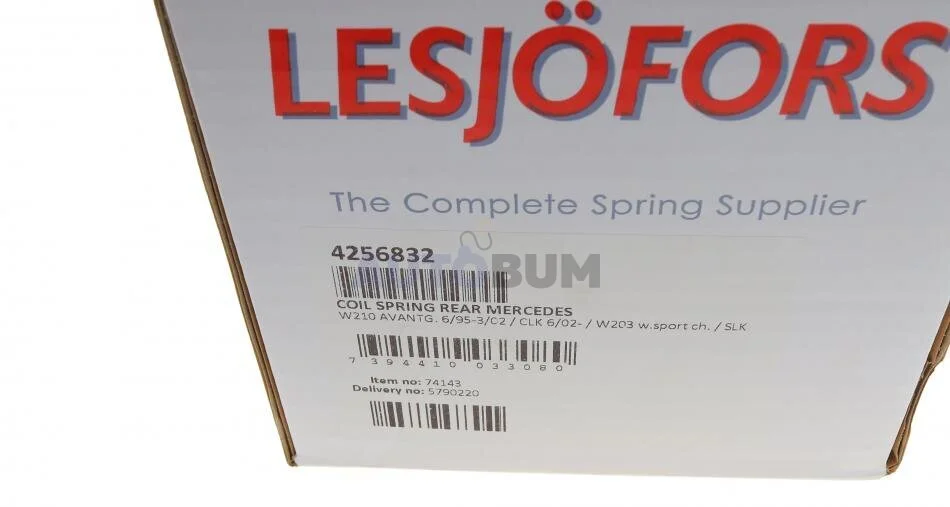 LESJÖFORS
The Complete Spring Supplier
4256832
AUTOBUM
COIL SPRING REAR MERCEDES
W210 AVANTG. 6/95-3/02 / CLK 6/02- / W203 w.sport ch. / SLK
7 394410 033080
Item no: 74143
Delivery no: 5790220